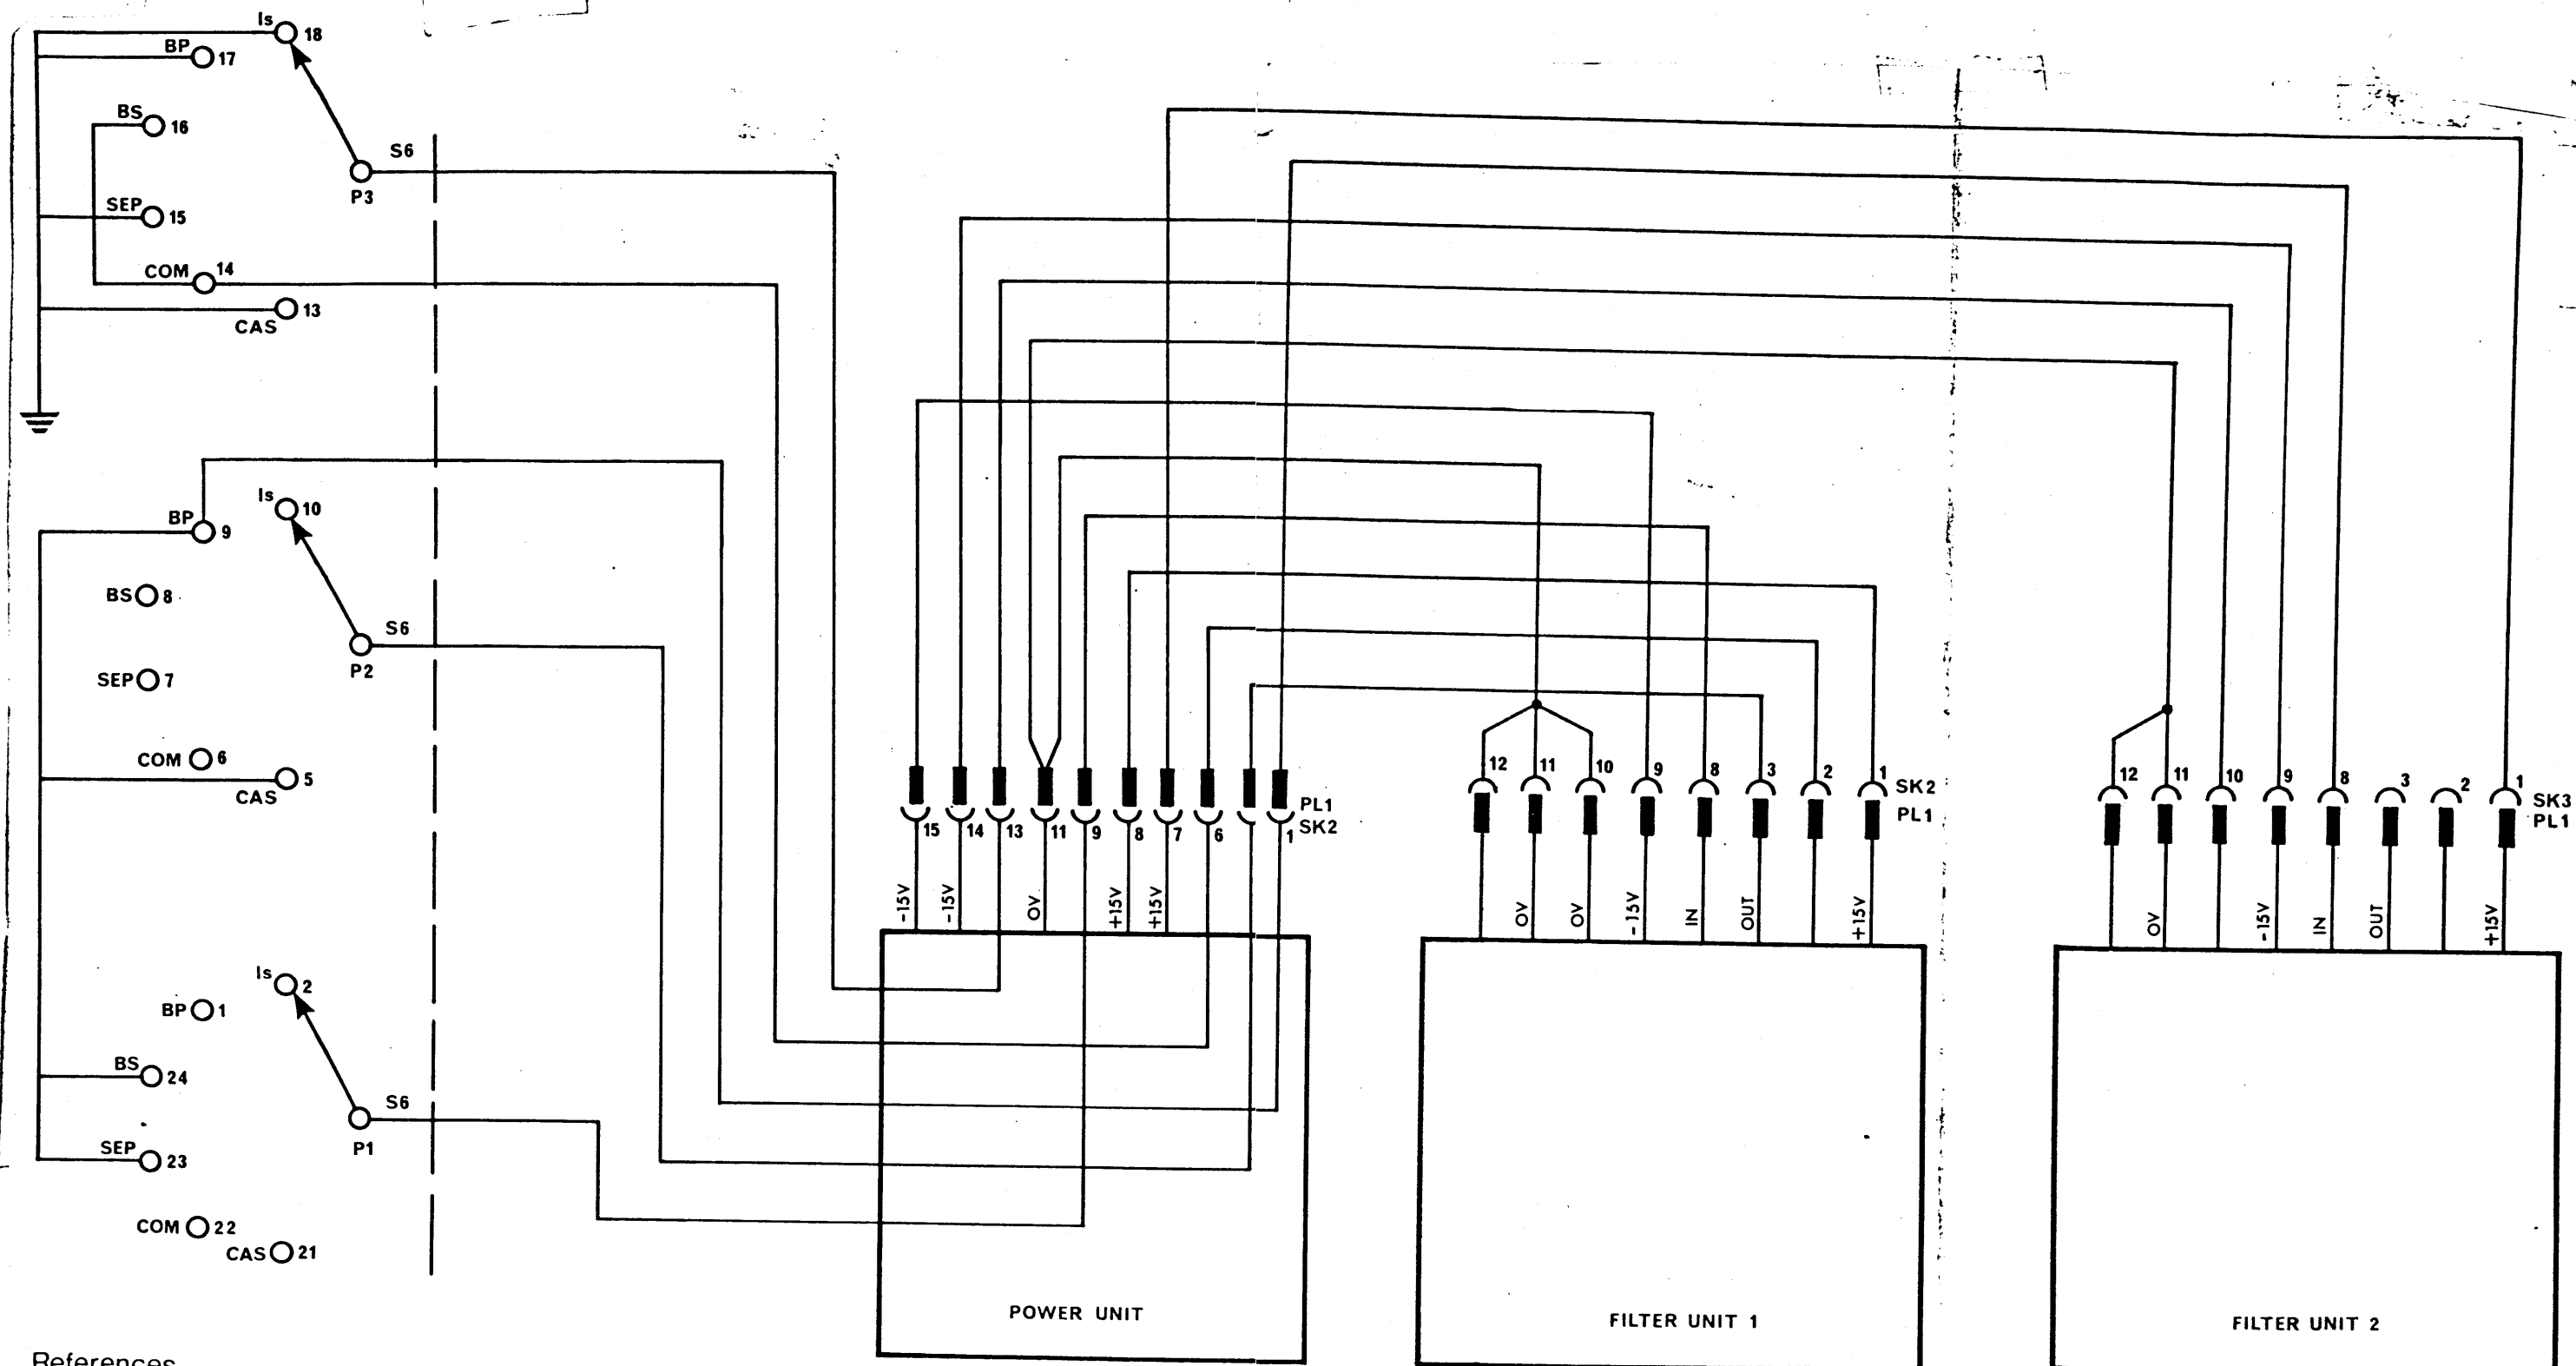 Is
18
BP
17
BS
16
S6
P3
SEP
15
COM
14
CAS
13
Is
10
BP
9
BS
8
S6
P2
SEP
7
COM
6
CAS
5
Is
2
BP
1
BS
24
S6
P1
SEP
23
COM
22
CAS
21
15
14
13
11
9
8
7
6
1
PL1
SK2
-15V
-15V
OV
+15V
+15V
POWER UNIT
12
11
10
9
8
3
2
1
SK2
PL1
OV
OV
-15V
IN
OUT
+15V
FILTER UNIT 1
12
11
10
9
8
3
2
1
SK3
PL1
OV
-15V
IN
OUT
+15V
FILTER UNIT 2
References